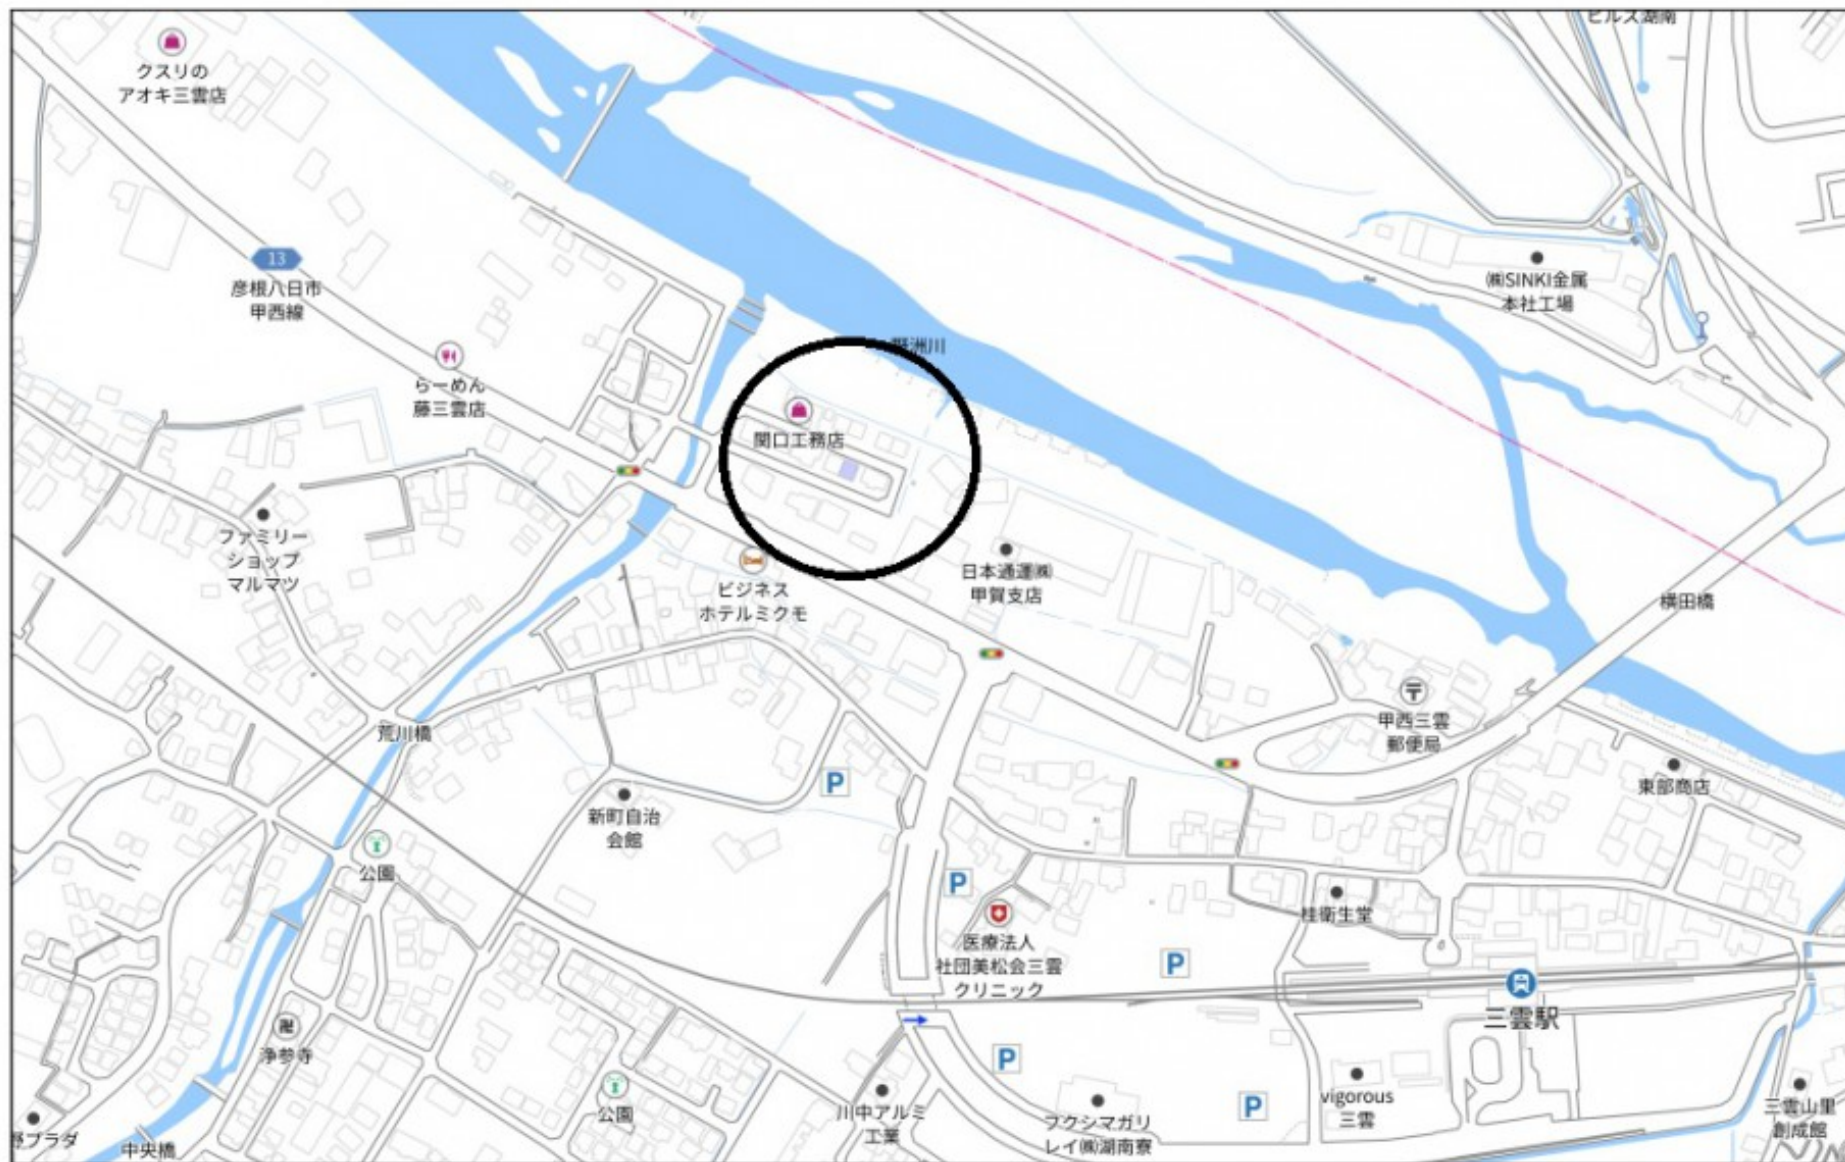 ヒルズ湖南
クスリの
アオキ三雲店
13
彦根八日市
甲西線
㈱SINKI金属
本社工場
野洲川
らーめん
藤三雲店
関口工務店
ファミリー
ショップ
マルマツ
日本通運㈱
甲賀支店
ビジネス
ホテルミクモ
横田橋
甲西三雲
郵便局
荒川橋
東部商店
P
新町自治
会館
公園
P
桂衛生堂
医療法人
社団美松会三雲
クリニック
P
三雲駅
浄参寺
P
公園
P
川中アルミ
工業
フクシマガリ
レイ㈱湖南寮
vigorous
三雲
三雲山里
創成館
野プラダ
中央橋